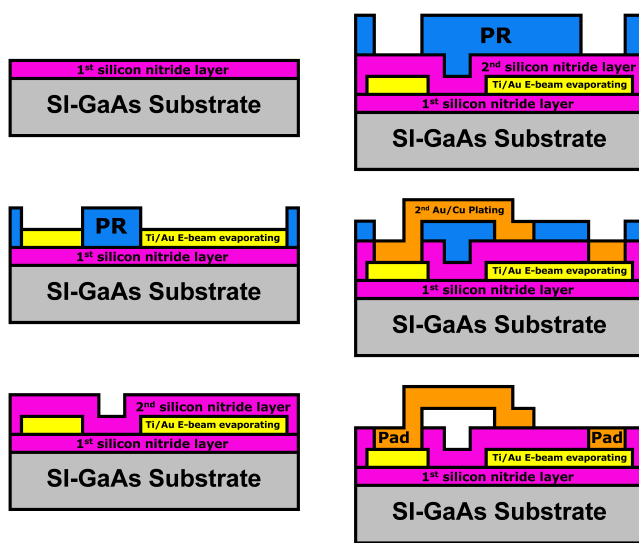 1st silicon nitride layer
SI-GaAs Substrate
PR
Ti/Au E-beam evaporating
1st silicon nitride layer
SI-GaAs Substrate
2nd silicon nitride layer
Ti/Au E-beam evaporating
1st silicon nitride layer
SI-GaAs Substrate
PR
2nd silicon nitride layer
Ti/Au E-beam evaporating
1st silicon nitride layer
SI-GaAs Substrate
2nd Au/Cu Plating
Ti/Au E-beam evaporating
1st silicon nitride layer
SI-GaAs Substrate
Pad Pad
Ti/Au E-beam evaporating
1st silicon nitride layer
SI-GaAs Substrate